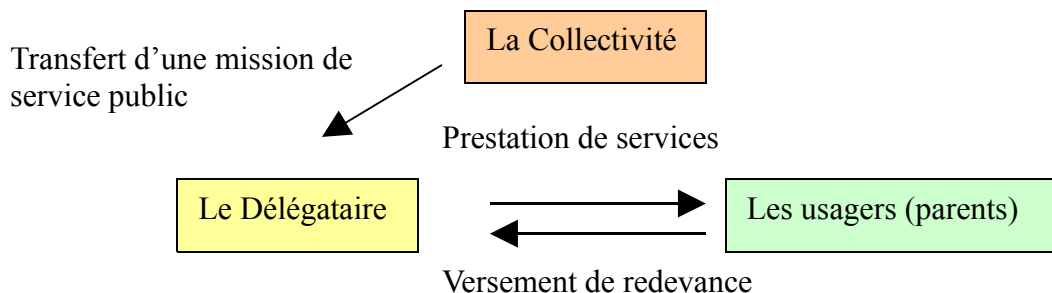 La Collectivité
Transfert d’une mission de
service public
Prestation de services
Le Délégataire
Les usagers (parents)
Versement de redevance